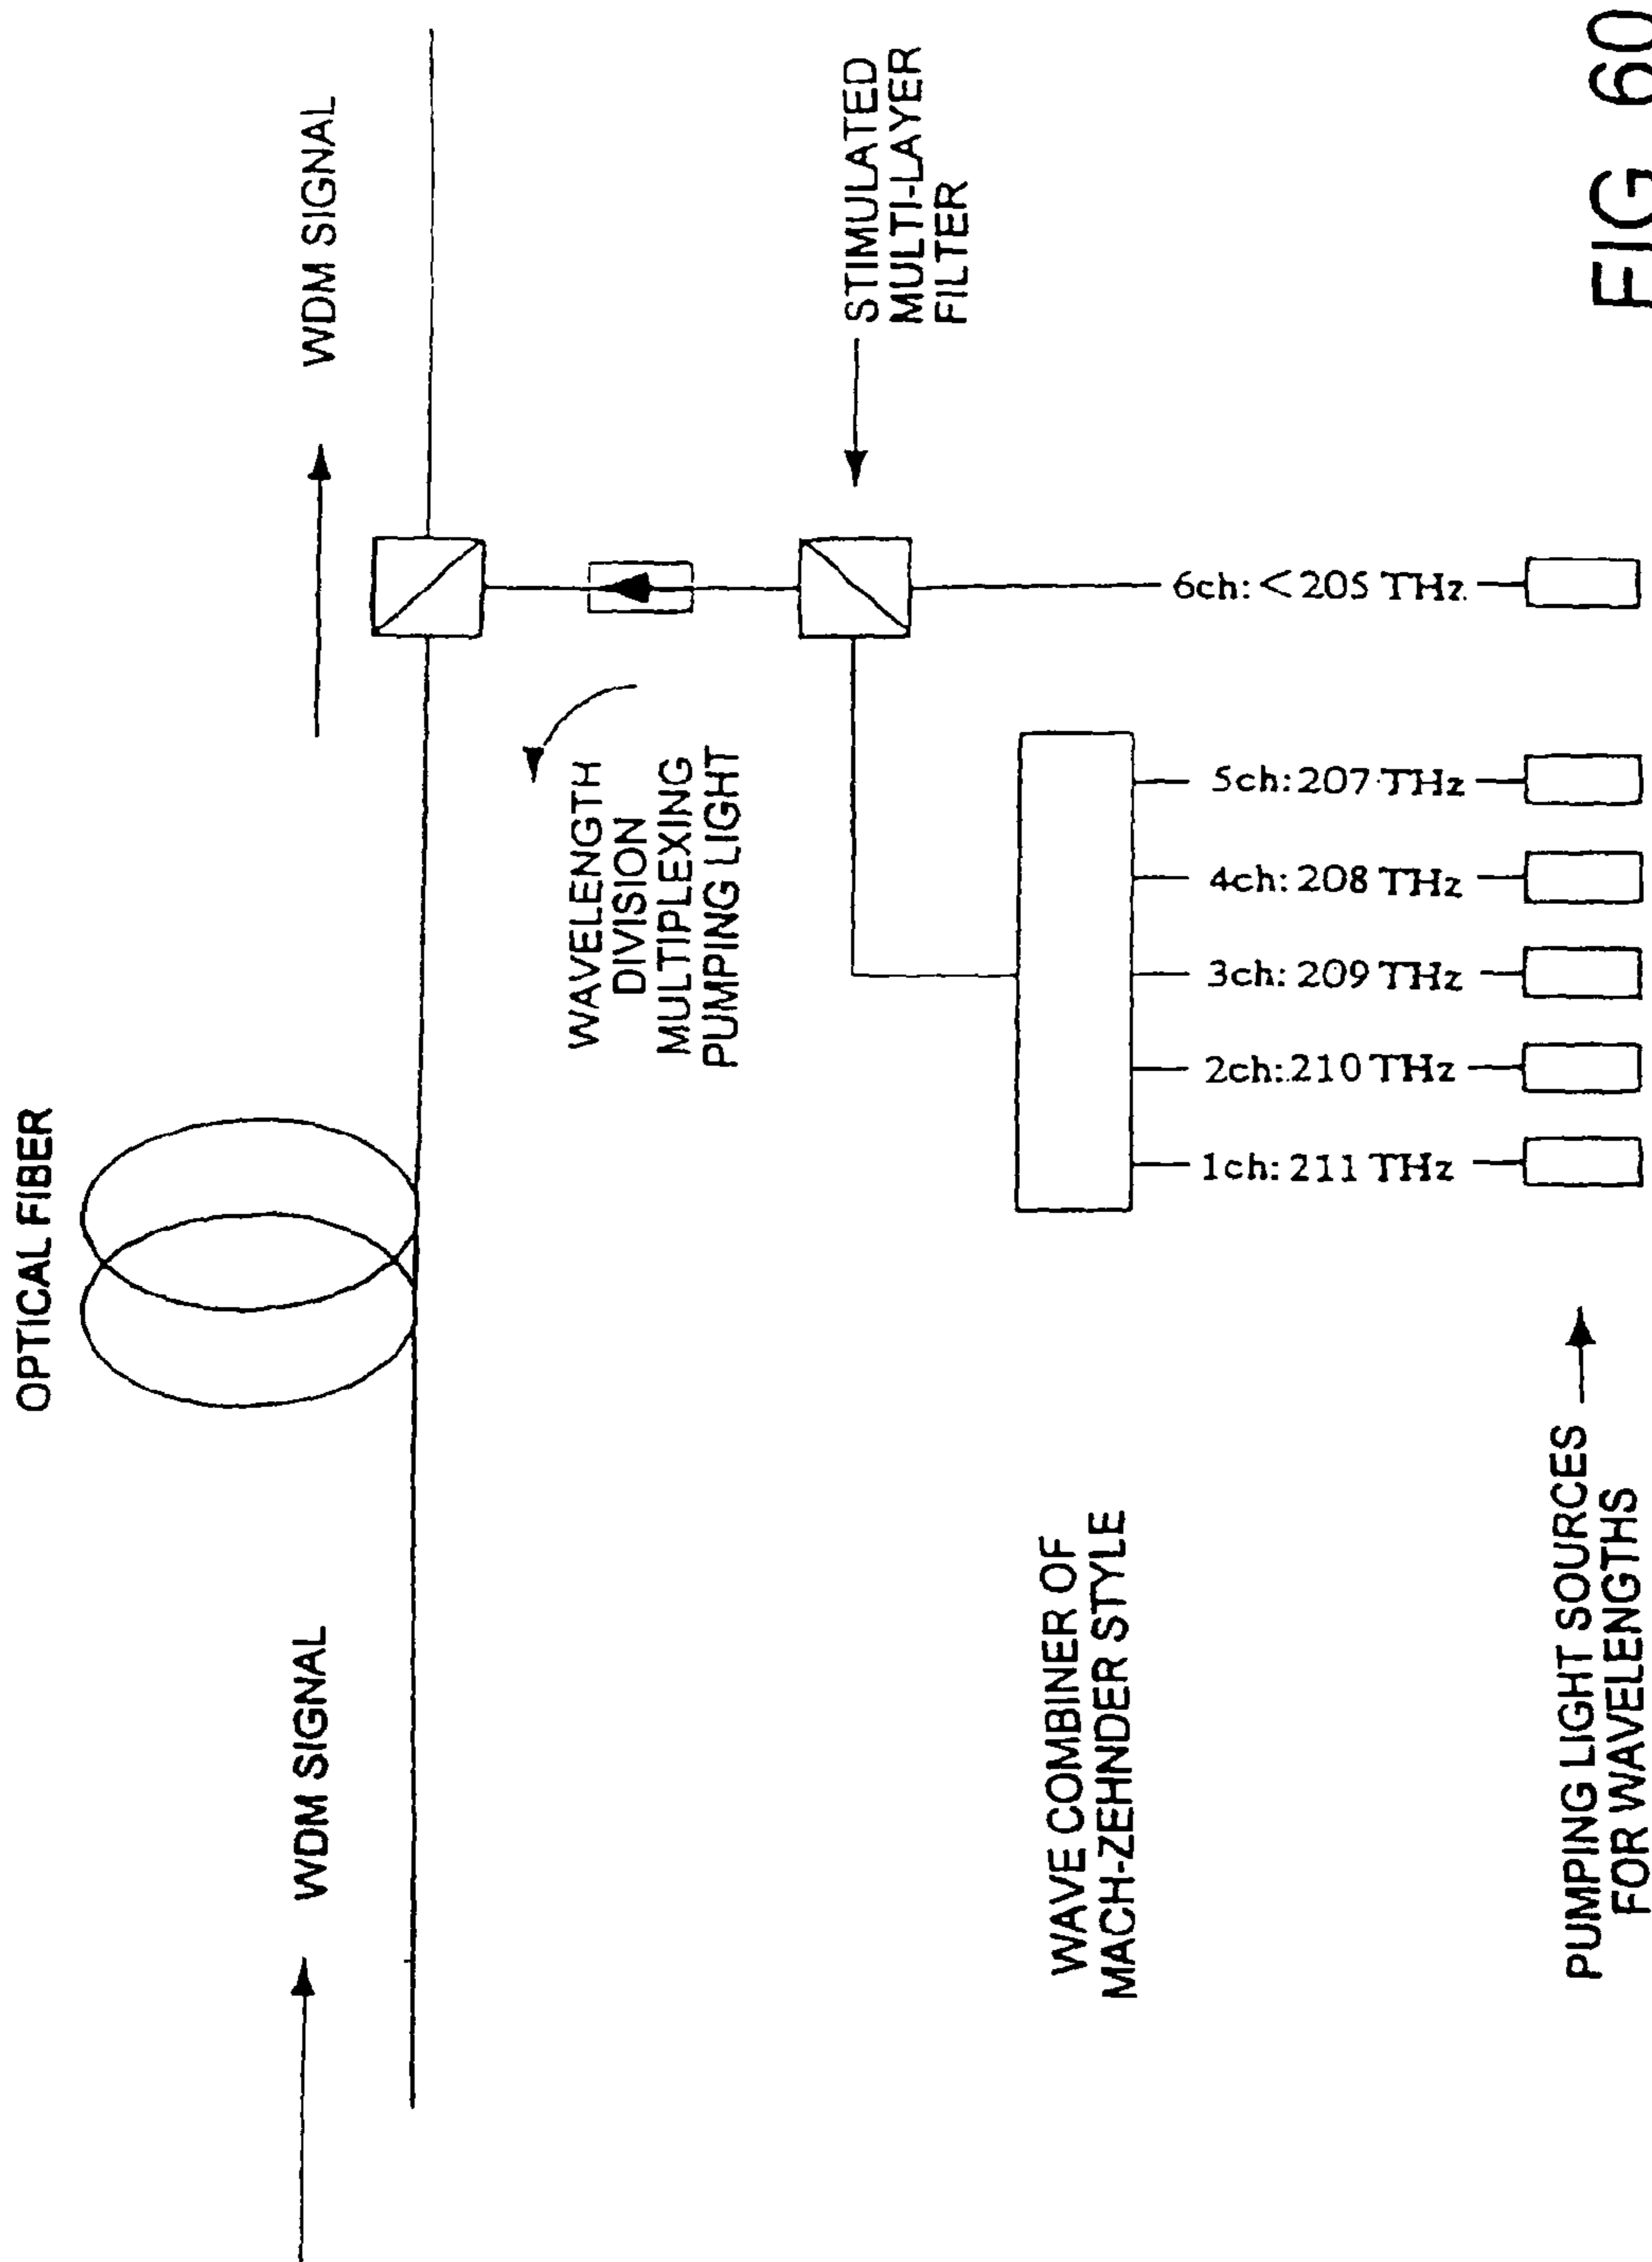 OPTICAL FIBER
WDM SIGNAL
WDM SIGNAL
WAVELENGTH
DIVISION
MULTIPLEXING
PUMPING LIGHT
STIMULATED
MULTI-LAYER
FILTER
WAVE COMBINER OF
MACH-ZEHNDER STYLE
1ch: 211 THz
2ch: 210 THz
3ch: 209 THz
4ch: 208 THz
5ch: 207 THz
6ch: < 205 THz
PUMPING LIGHT SOURCES
FOR WAVELENGTHS
FIG 60